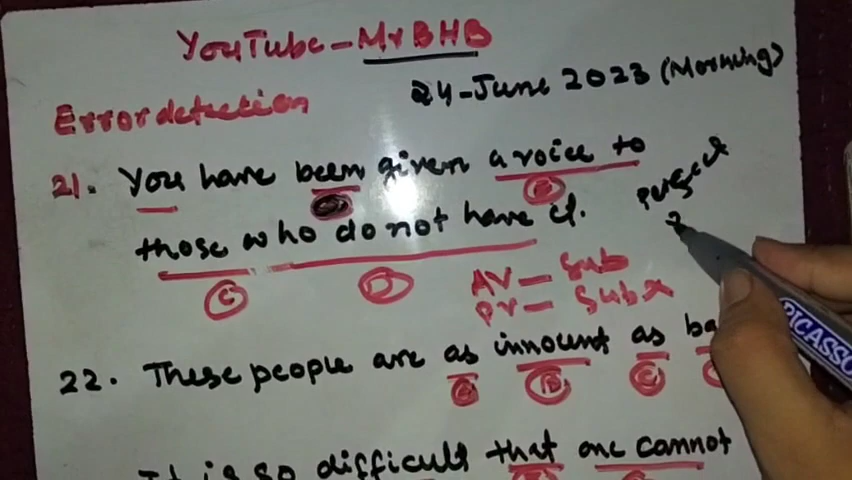 YouTube-MrBHB
24-June 2023 (Morning)
Error detection
21. You have been given a voice to
B
those who do not have it.
C D
AV - Sub
PV - Sub x
22. These people are as innocent as ba
A B C
It is so difficult that one cannot
PICASSO